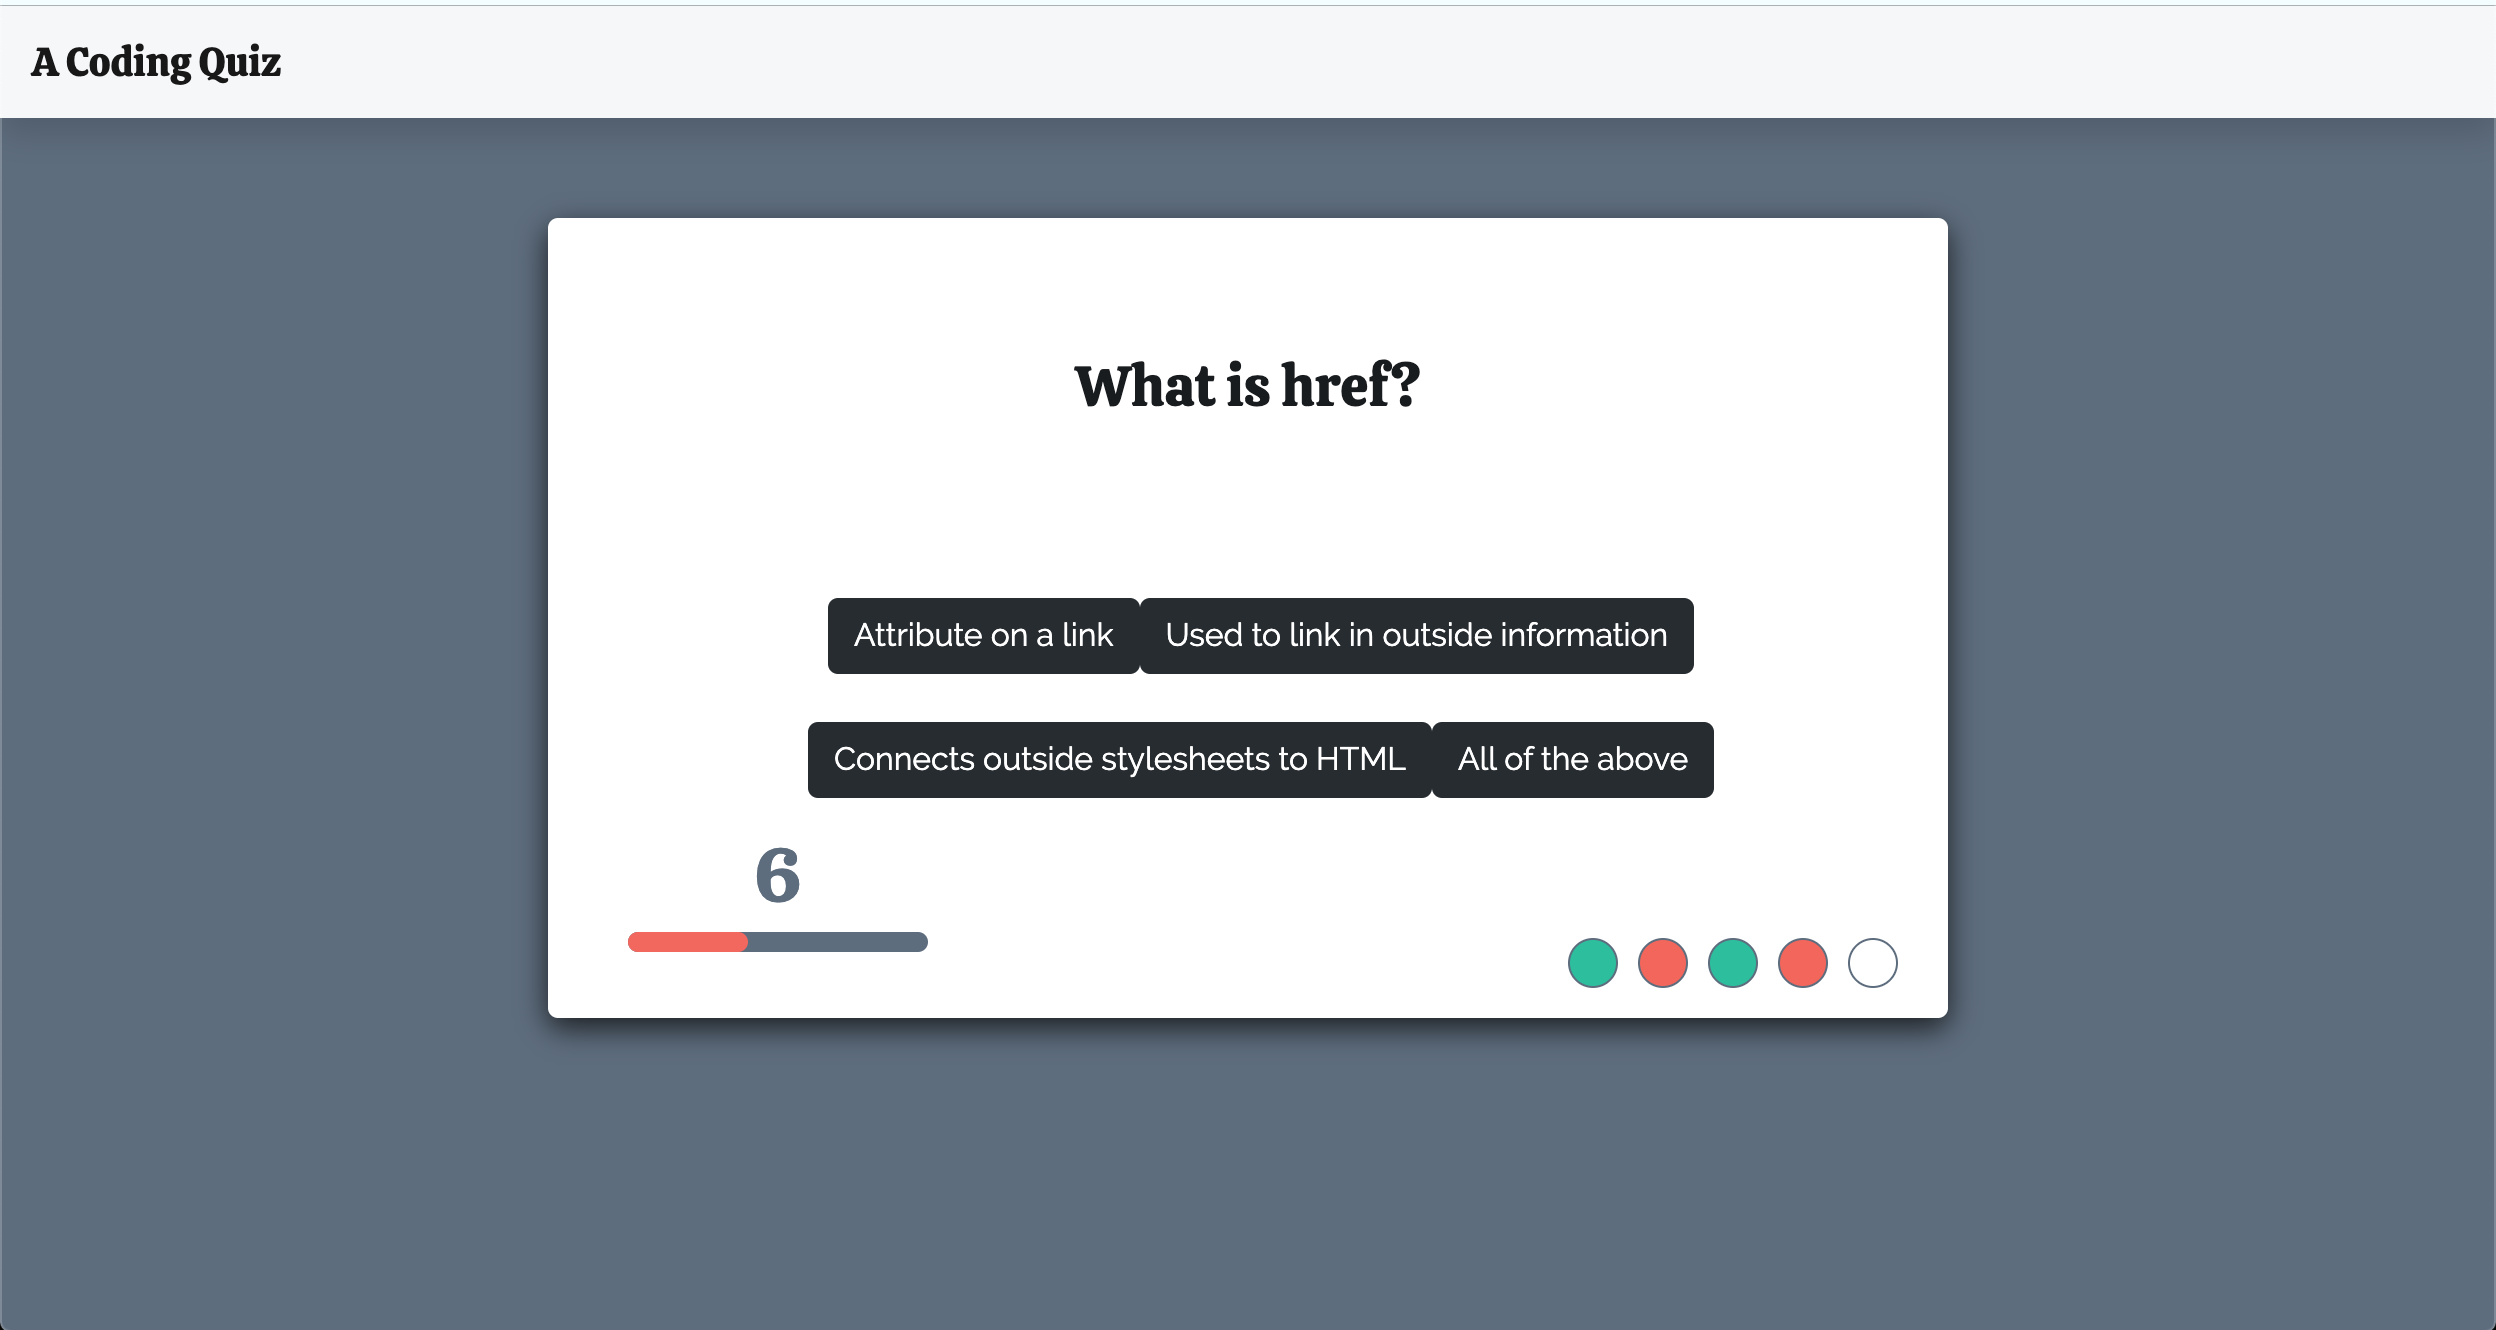 A Coding Quiz
What is href?
Attribute on a link
Used to link in outside information
Connects outside stylesheets to HTML
All of the above
6